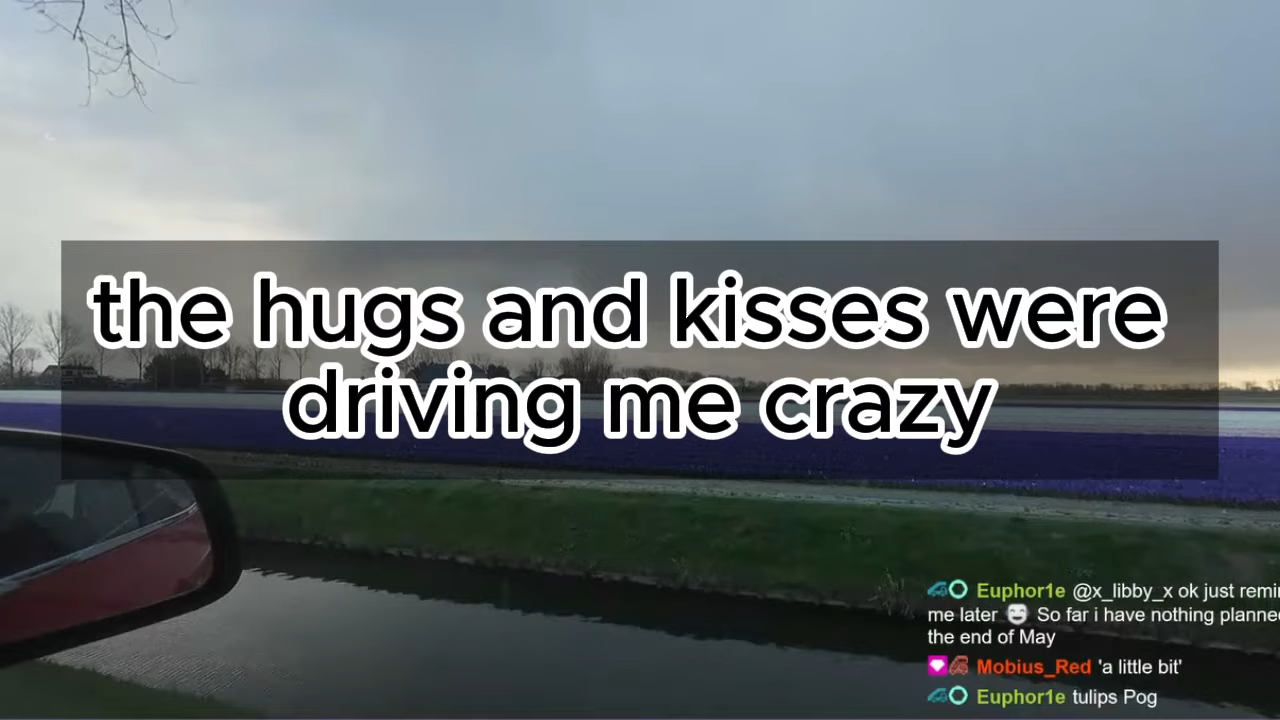 the hugs and kisses were
driving me crazy
Euphor1e @x_libby_x ok just remi
me later So far i have nothing planned
the end of May
Mobius_Red 'a little bit'
Euphor1e tulips Pog